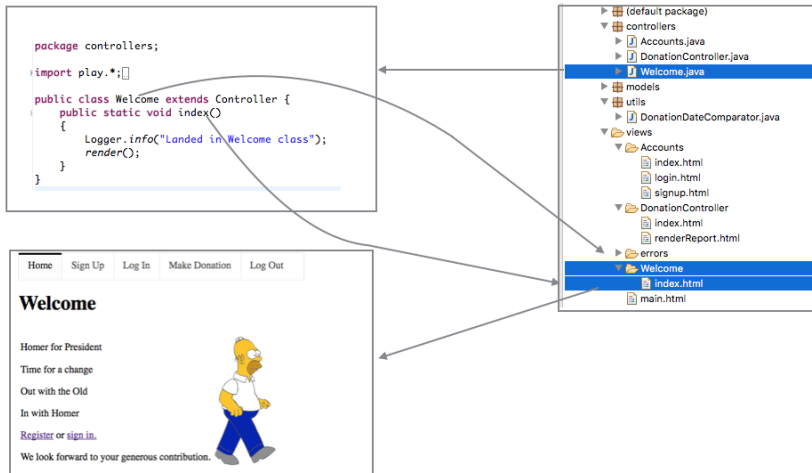 package controllers;
import play.*;
public class Welcome extends Controller {
public static void index()
{
Logger.info("Landed in Welcome class");
render();
}
}
(default package)
controllers
Accounts.java
DonationController.java
Welcome.java
models
utils
DonationDateComparator.java
views
Accounts
index.html
login.html
signup.html
DonationController
index.html
renderReport.html
errors
Welcome
index.html
main.html
Home Sign Up Log In Make Donation Log Out
Welcome
Homer for President
Time for a change
Out with the Old
In with Homer
Register or sign in.
We look forward to your generous contribution.